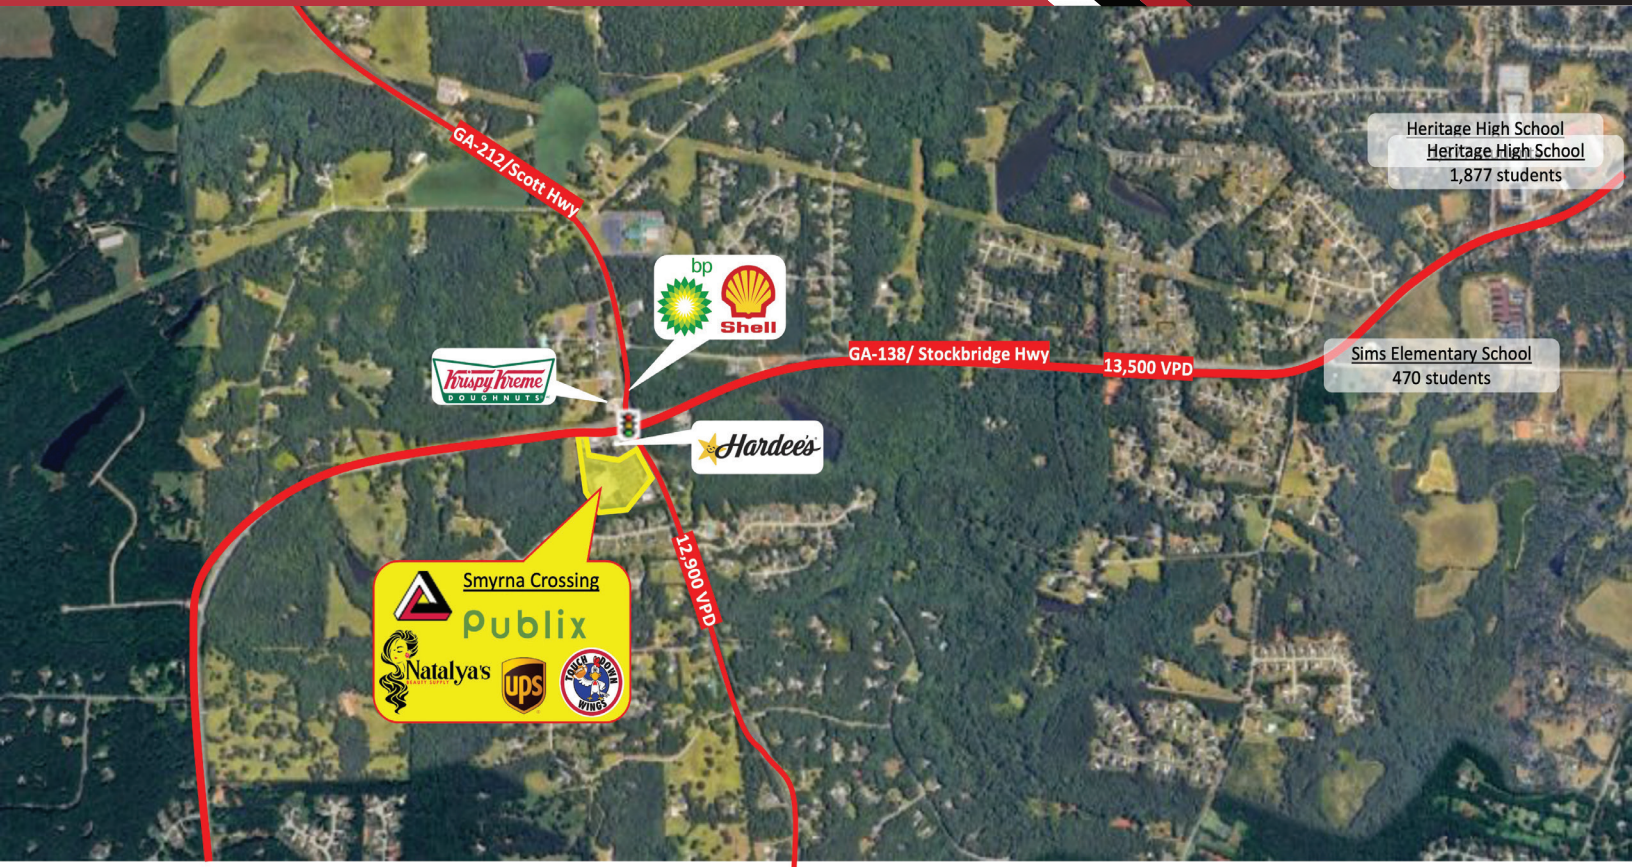 Heritage High School
Heritage High School
1,877 students
GA-212/Scott Hwy
bp
Shell
GA-138/ Stockbridge Hwy
13,500 VPD
Sims Elementary School
470 students
Krispy Kreme
DOUGHNUTS
Hardee's
12,900 VPD
Smyrna Crossing
Publix
Natalya's
BEAUTY SUPPLY
ups
TOUCH DOWN
WINGS